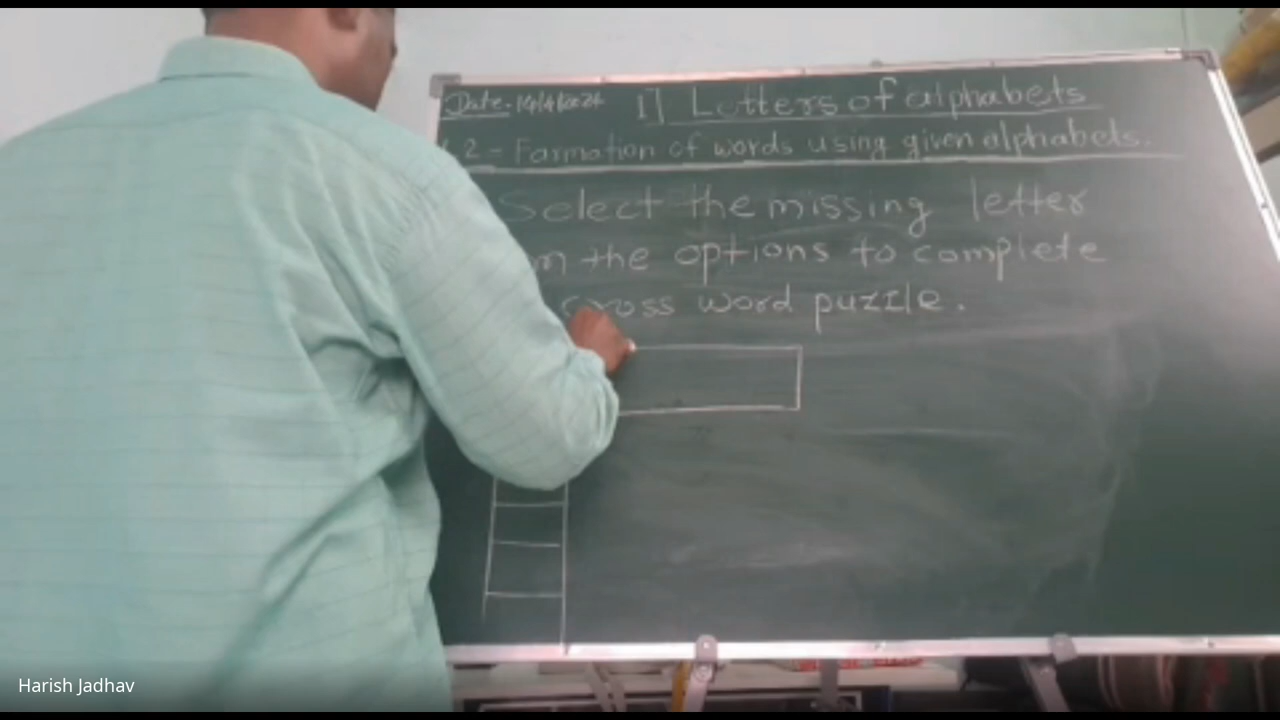 Date. 14/4/2024 1] Letters of alphabets
2 - Farmation of words using given alphabets.
Select the missing letter
m the options to complete
cross word puzzle.
Harish Jadhav